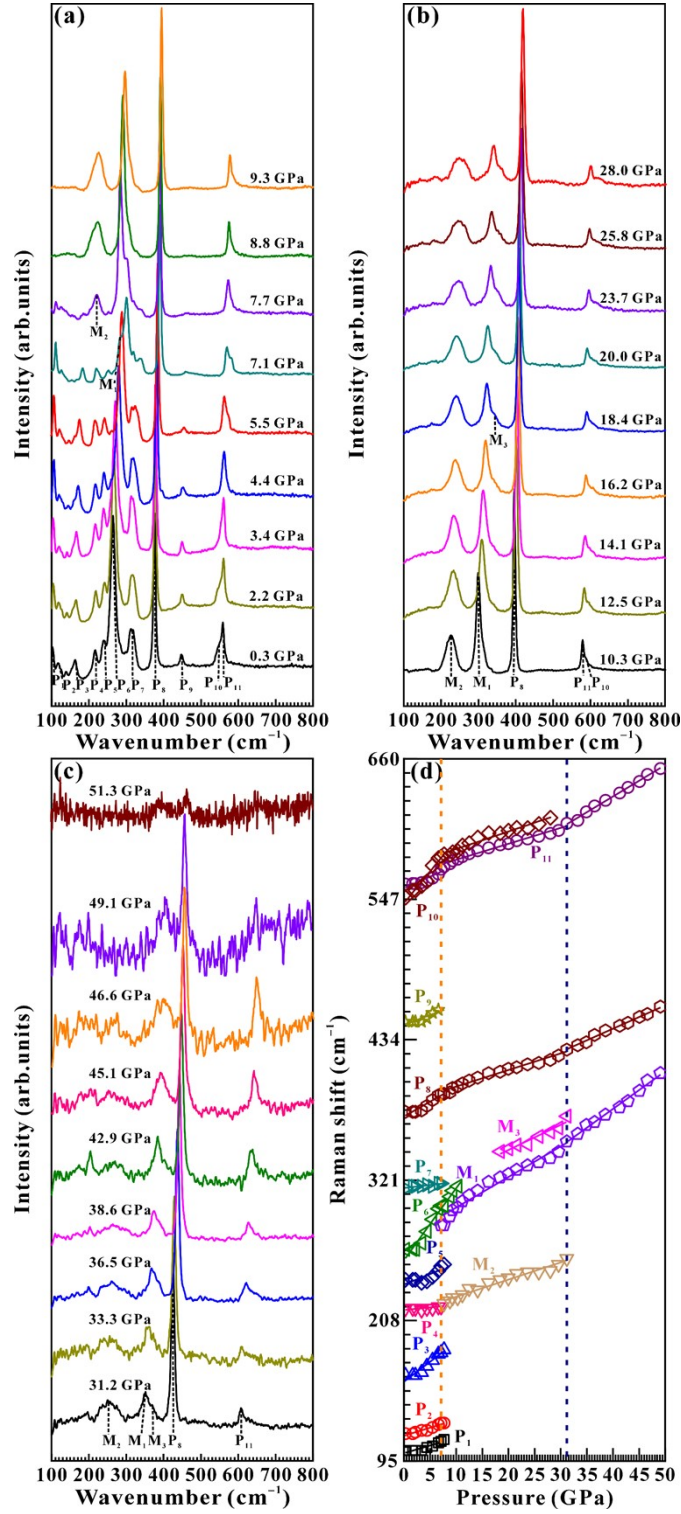 (a)
9.3 GPa
8.8 GPa
7.7 GPa
M2
7.1 GPa
M1
5.5 GPa
4.4 GPa
3.4 GPa
2.2 GPa
0.3 GPa
P1 P2 P3 P4 P5 P6 P7 P8 P9 P10 P11
100 200 300 400 500 600 700 800
Wavenumber (cm−1)
Intensity (arb.units)
(b)
28.0 GPa
25.8 GPa
23.7 GPa
20.0 GPa
18.4 GPa
M3
16.2 GPa
14.1 GPa
12.5 GPa
10.3 GPa
M2 M1 P8 P11 P10
100 200 300 400 500 600 700 800
Wavenumber (cm−1)
Intensity (arb.units)
(c)
51.3 GPa
49.1 GPa
46.6 GPa
45.1 GPa
42.9 GPa
38.6 GPa
36.5 GPa
33.3 GPa
31.2 GPa
M2 M1 M3 P8 P11
100 200 300 400 500 600 700 800
Wavenumber (cm−1)
Intensity (arb.units)
(d)
660
547
434
321
208
95
P11
P10
P9
P8
M3
P7
M1
P6
P5
M2
P4
P3
P2
P1
0 5 10 15 20 25 30 35 40 45 50
Pressure (GPa)
Raman shift (cm−1)